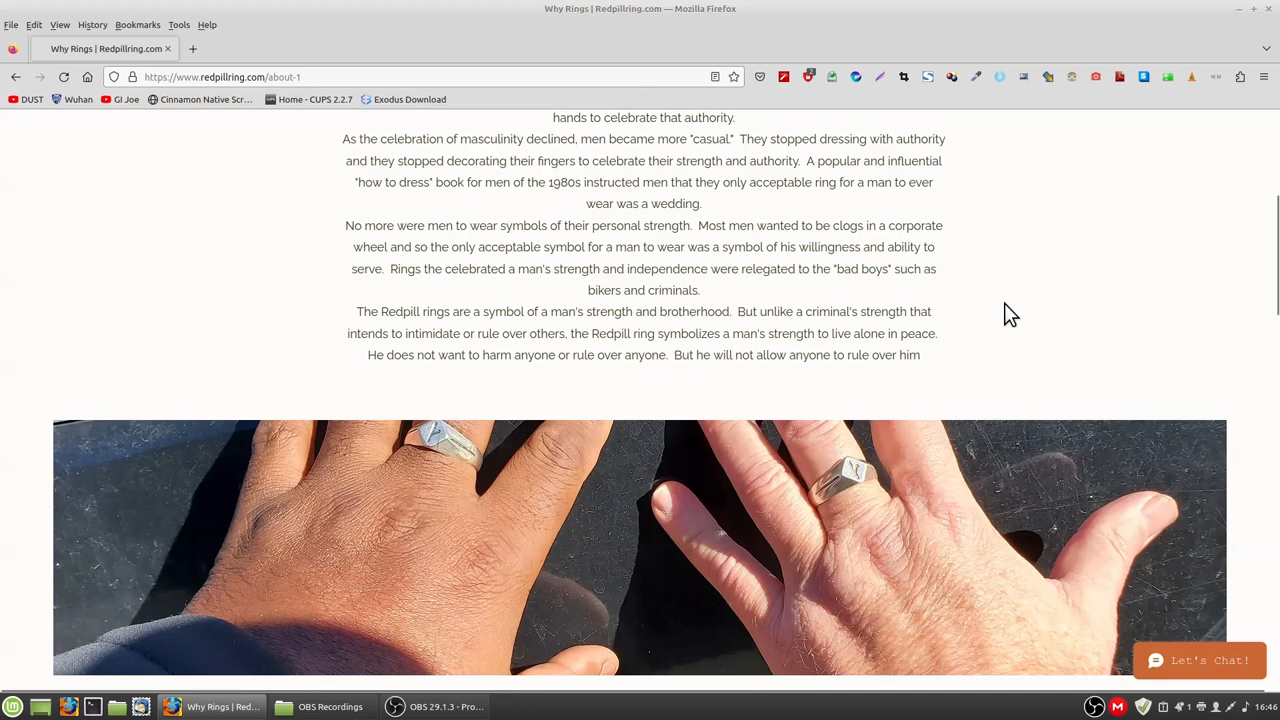 Why Rings | Redpillring.com — Mozilla Firefox
File Edit View History Bookmarks Tools Help
Why Rings | Redpillring.com
https://www.redpillring.com/about-1
DUST Wuhan GI Joe Cinnamon Native Scr... Home - CUPS 2.2.7 Exodus Download
hands to celebrate that authority.
As the celebration of masculinity declined, men became more "casual." They stopped dressing with authority
and they stopped decorating their fingers to celebrate their strength and authority. A popular and influential
"how to dress" book for men of the 1980s instructed men that they only acceptable ring for a man to ever
wear was a wedding.
No more were men to wear symbols of their personal strength. Most men wanted to be clogs in a corporate
wheel and so the only acceptable symbol for a man to wear was a symbol of his willingness and ability to
serve. Rings the celebrated a man's strength and independence were relegated to the "bad boys" such as
bikers and criminals.
The Redpill rings are a symbol of a man's strength and brotherhood. But unlike a criminal's strength that
intends to intimidate or rule over others, the Redpill ring symbolizes a man's strength to live alone in peace.
He does not want to harm anyone or rule over anyone. But he will not allow anyone to rule over him
Let's Chat!
Why Rings | Red... OBS Recordings OBS 29.1.3 - Pro... 1 16:46